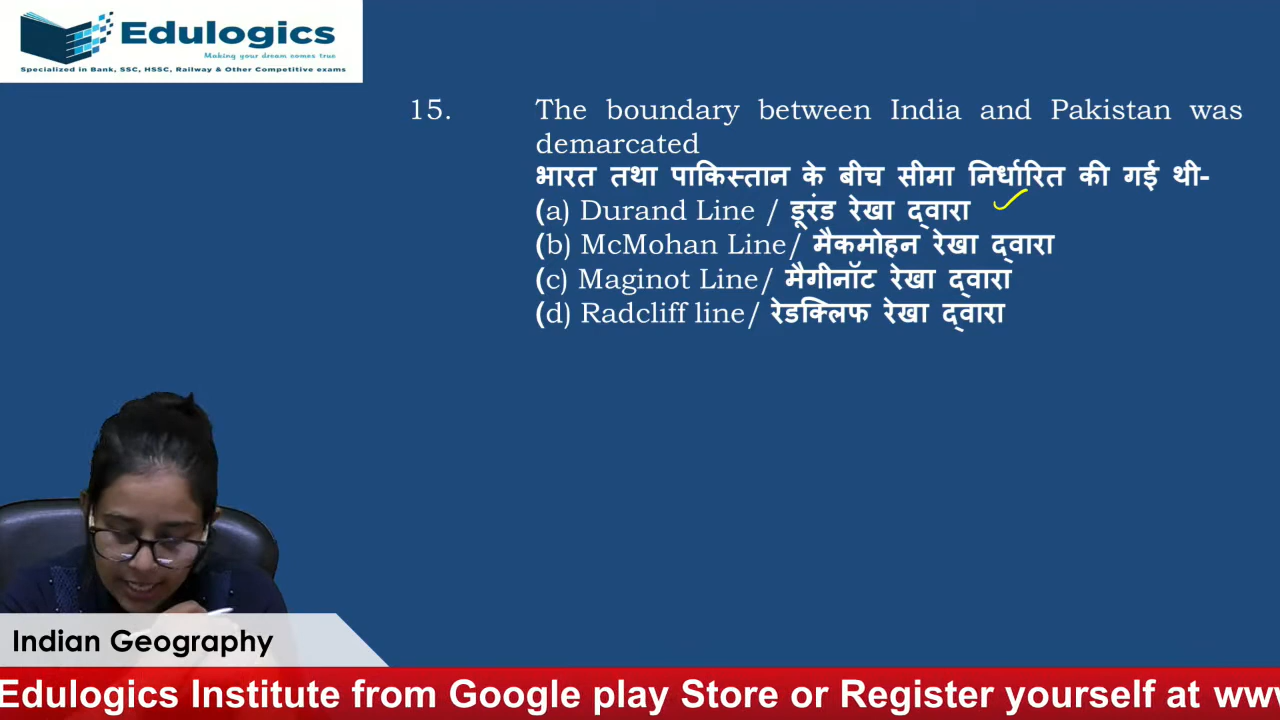 Edulogics
Making your dream comes true
Specialized in Bank, SSC, HSSC, Railway & Other Competitive exams
15. The boundary between India and Pakistan was
demarcated
भारत तथा पाकिस्तान के बीच सीमा निर्धारित की गई थी-
(a) Durand Line / डूरंड रेखा द्वारा
(b) McMohan Line/ मैकमोहन रेखा द्वारा
(c) Maginot Line/ मैगीनॉट रेखा द्वारा
(d) Radcliff line/ रेडक्लिफ रेखा द्वारा
Indian Geography
Edulogics Institute from Google play Store or Register yourself at www